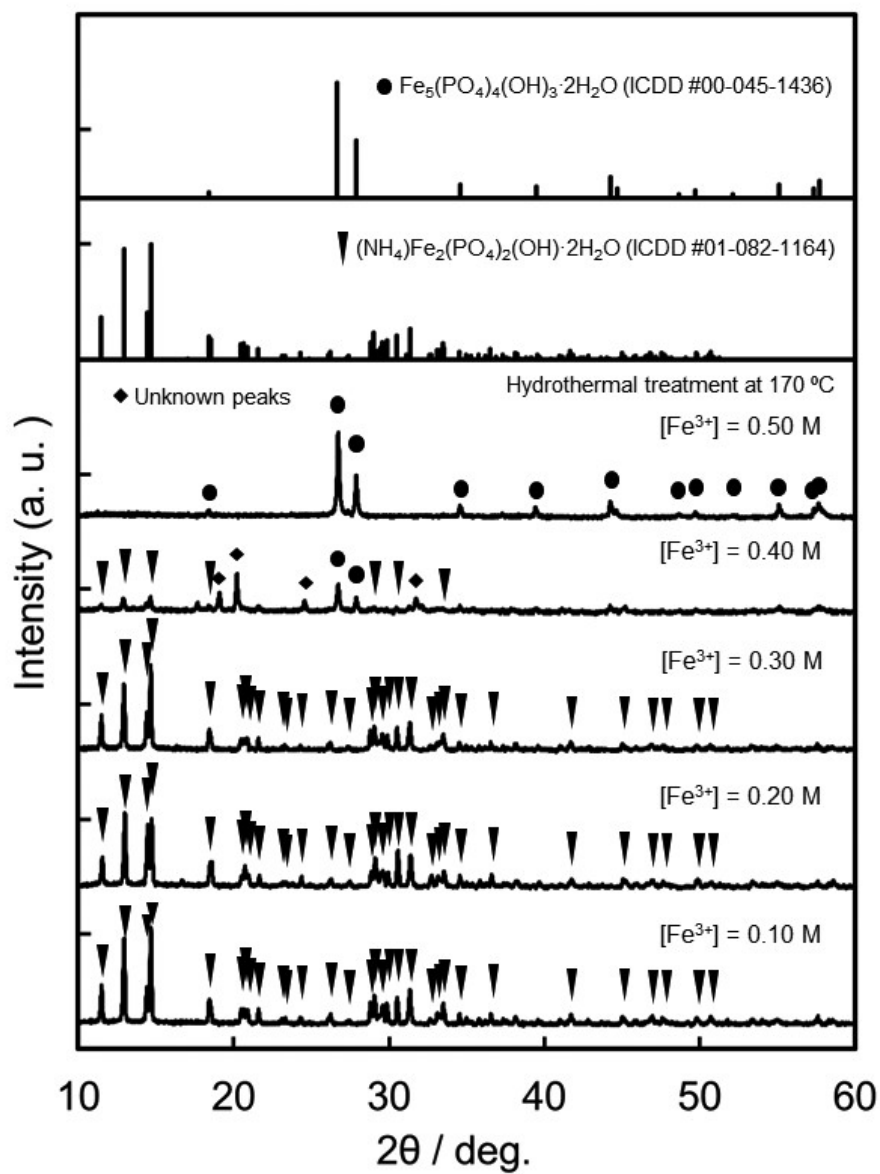 ● Fe₅(PO₄)₄(OH)₃·2H₂O (ICDD #00-045-1436)
(NH₄)Fe₂(PO₄)₂(OH)·2H₂O (ICDD #01-082-1164)
Hydrothermal treatment at 170 ºC
◆ Unknown peaks
[Fe³⁺] = 0.50 M
[Fe³⁺] = 0.40 M
[Fe³⁺] = 0.30 M
[Fe³⁺] = 0.20 M
[Fe³⁺] = 0.10 M
Intensity (a. u. )
10 20 30 40 50 60
2θ / deg.